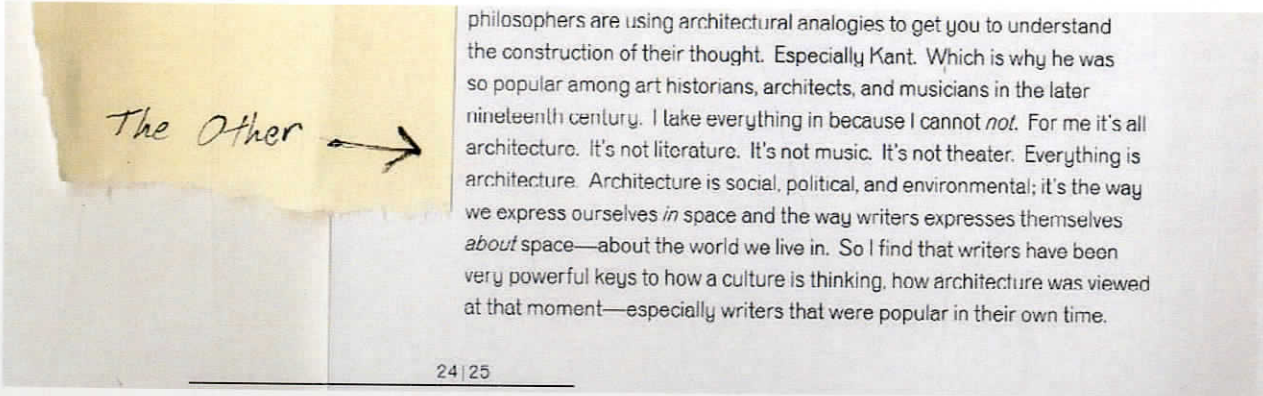 The Other →
philosophers are using architectural analogies to get you to understand
the construction of their thought. Especially Kant. Which is why he was
so popular among art historians, architects, and musicians in the later
nineteenth century. I take everything in because I cannot not. For me it's all
architecture. It's not literature. It's not music. It's not theater. Everything is
architecture. Architecture is social, political, and environmental; it's the way
we express ourselves in space and the way writers expresses themselves
about space—about the world we live in. So I find that writers have been
very powerful keys to how a culture is thinking, how architecture was viewed
at that moment—especially writers that were popular in their own time.
24|25